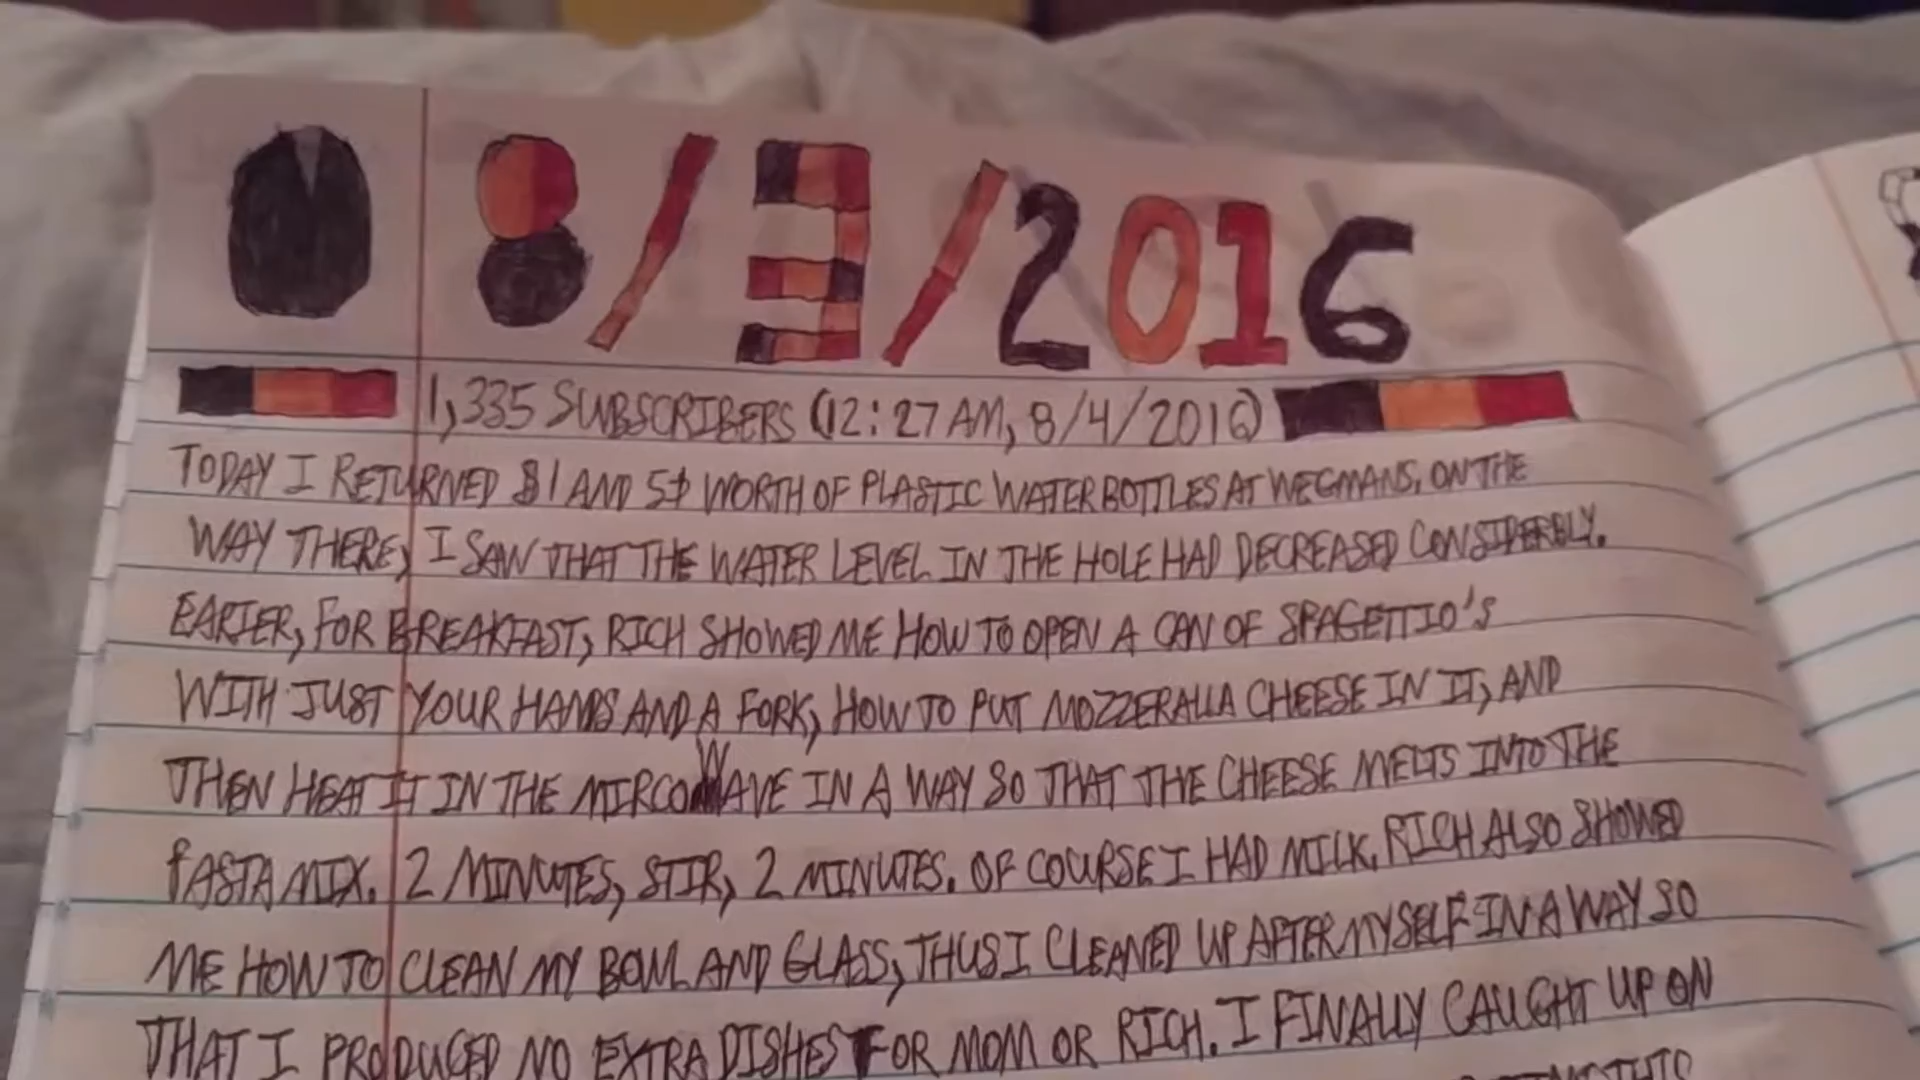 8/3/2016
1,335 SUBSCRIBERS (12:27 AM, 8/4/2016)
TODAY I RETURNED $1 AND 5¢ WORTH OF PLASTIC WATER BOTTLES AT WEGMANS. ON THE
WAY THERE, I SAW THAT THE WATER LEVEL IN THE HOLE HAD DECREASED CONSIDERBLY.
EARIER, FOR BREAKFAST, RICH SHOWED ME HOW TO OPEN A CAN OF SPAGETTIO'S
WITH JUST YOUR HANDS AND A FORK, HOW TO PUT MOZZERALLA CHEESE IN IT, AND
THEN HEAT IT IN THE MIRCOWAVE IN A WAY SO THAT THE CHEESE MELTS INTO THE
PASTA MIX. 2 MINUTES, STIR, 2 MINUTES. OF COURSE I HAD MILK. RICH ALSO SHOWED
ME HOW TO CLEAN MY BOWL AND GLASS, THUS I CLEANED UP AFTER MYSELF IN A WAY SO
THAT I PRODUCED NO EXTRA DISHES FOR MOM OR RICH. I FINALLY CAUGHT UP ON
THIS